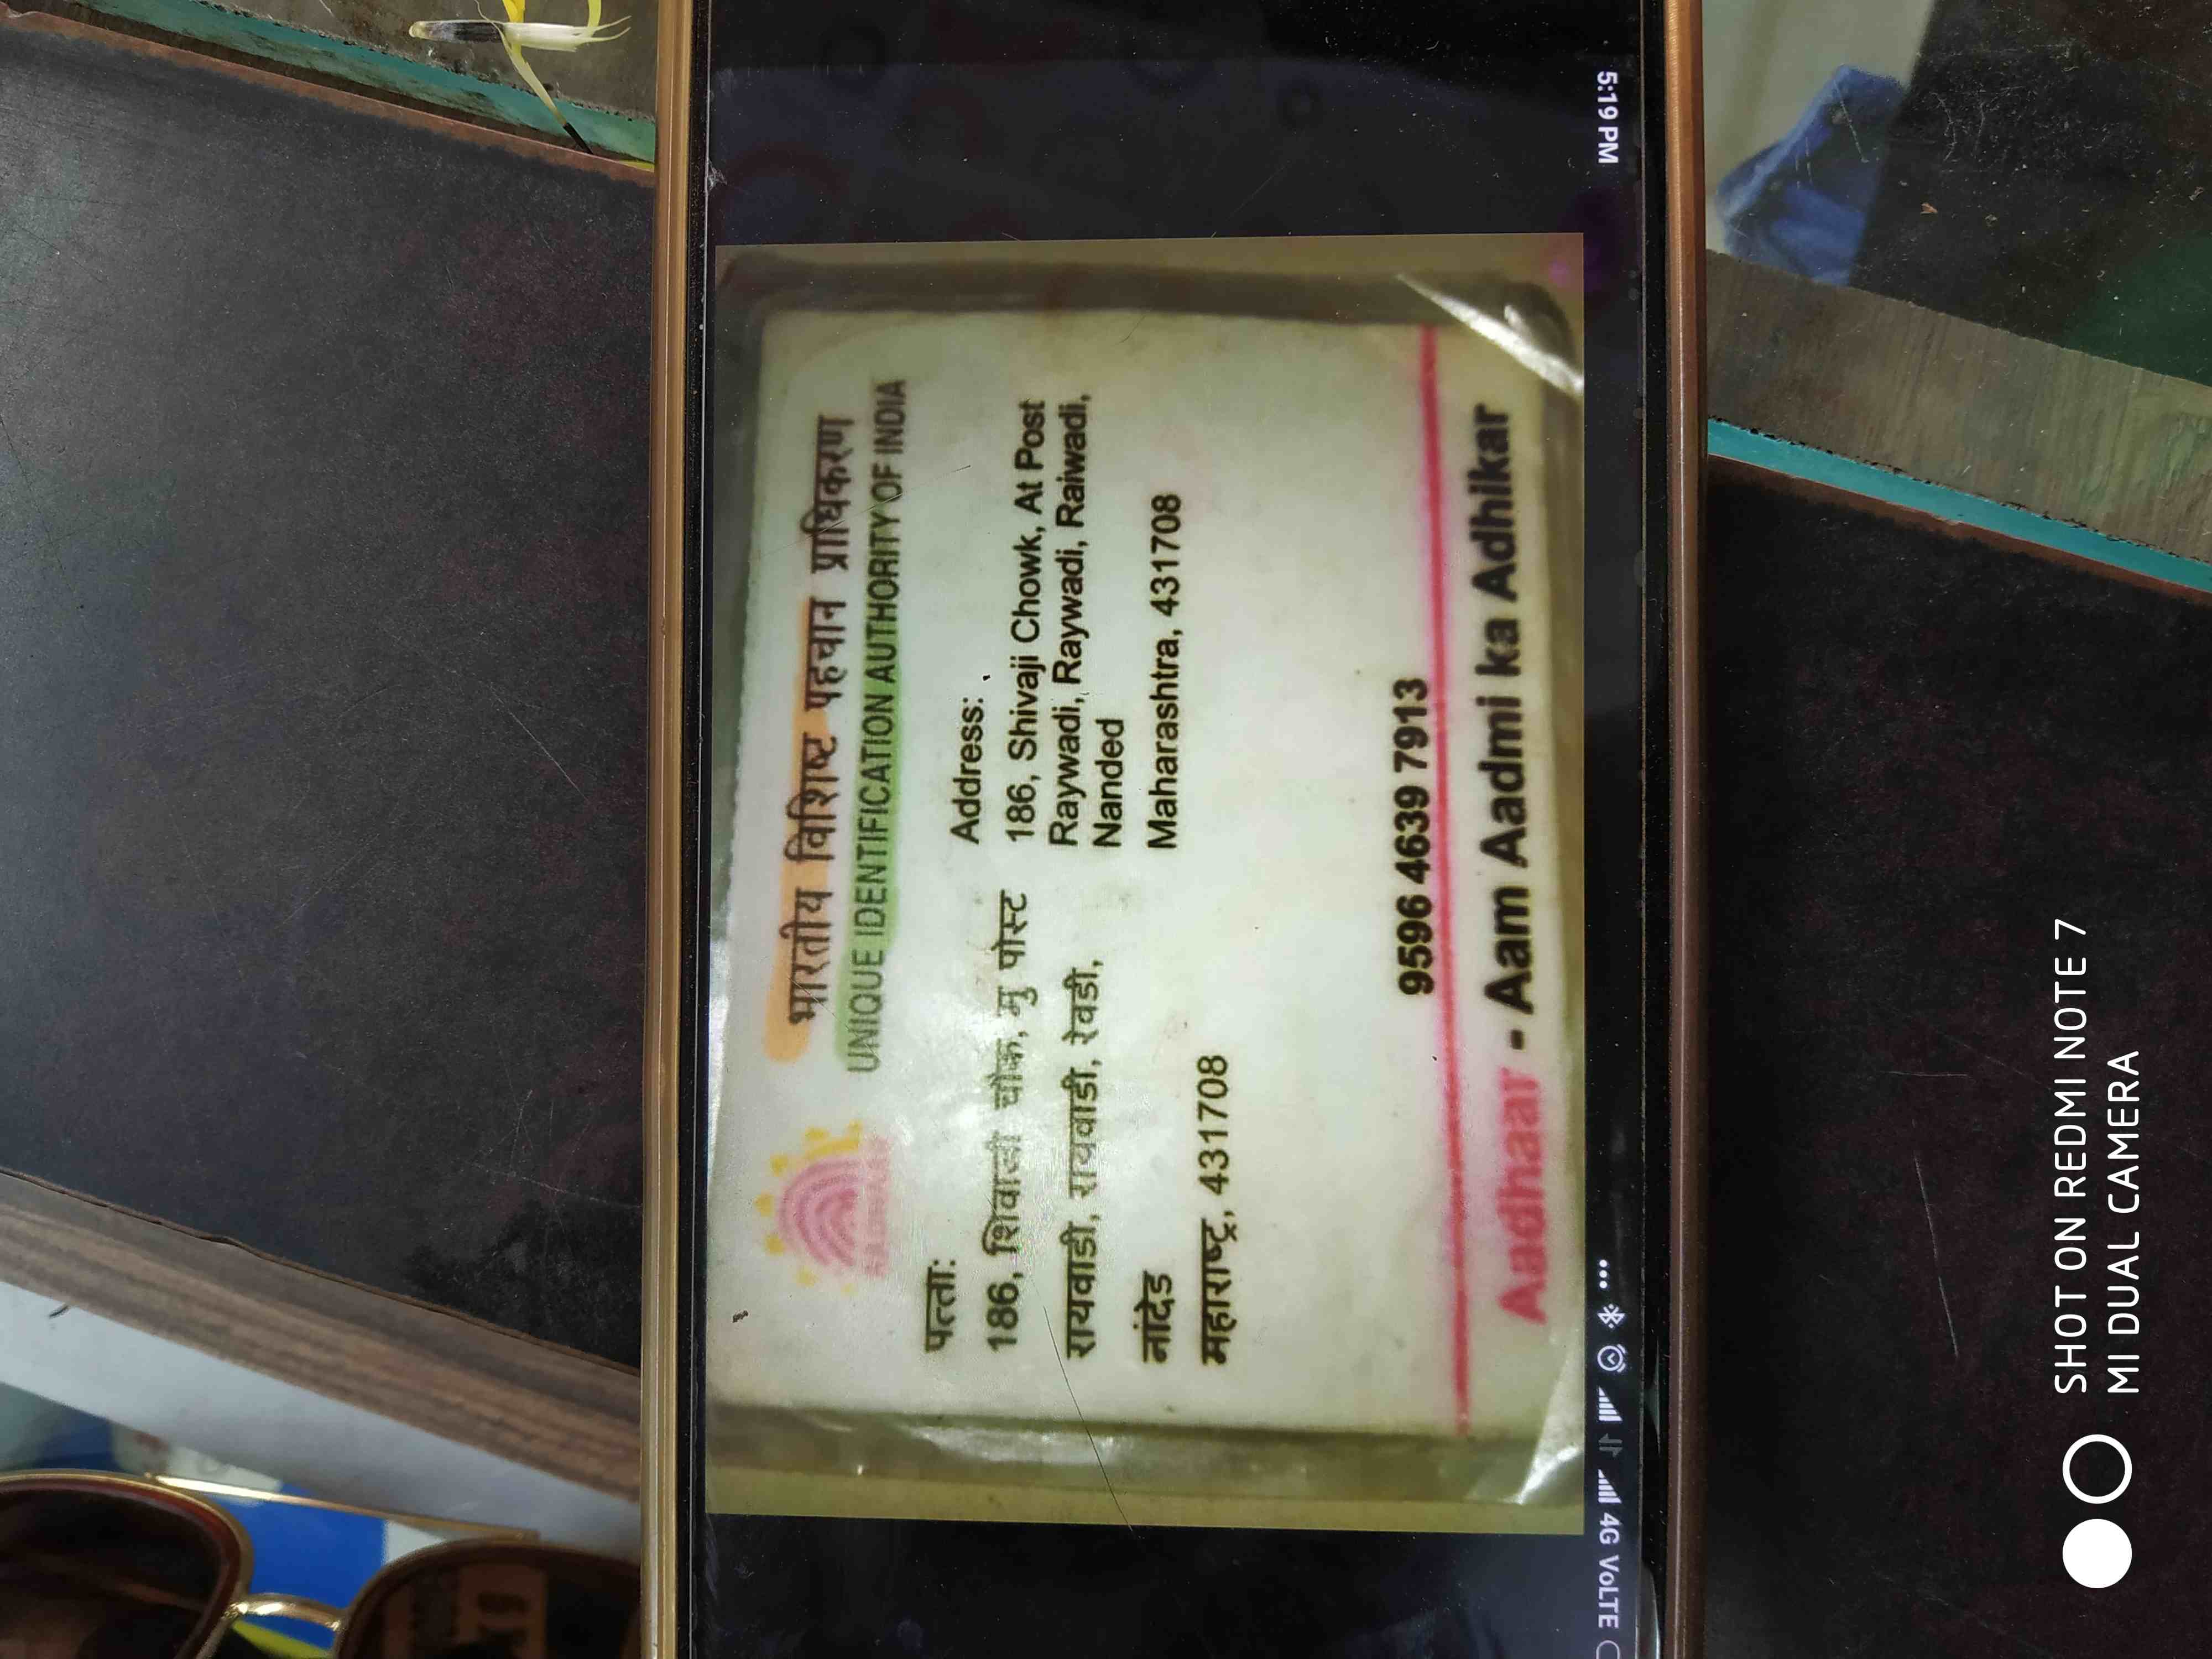 5:19 PM
4G VoLTE
भारतीय विशिष्ट पहचान प्राधिकरण
UNIQUE IDENTIFICATION AUTHORITY OF INDIA
पत्ता:
186, शिवाजी चौक, मु पोस्ट
रायवाडी, रायवाडी, रेवडी,
नांदेड
महाराष्ट्र, 431708
Address:
186, Shivaji Chowk, At Post
Raywadi, Raywadi, Raiwadi,
Nanded
Maharashtra, 431708
9596 4639 7913
Aadhaar - Aam Aadmi ka Adhikar
SHOT ON REDMI NOTE 7
MI DUAL CAMERA